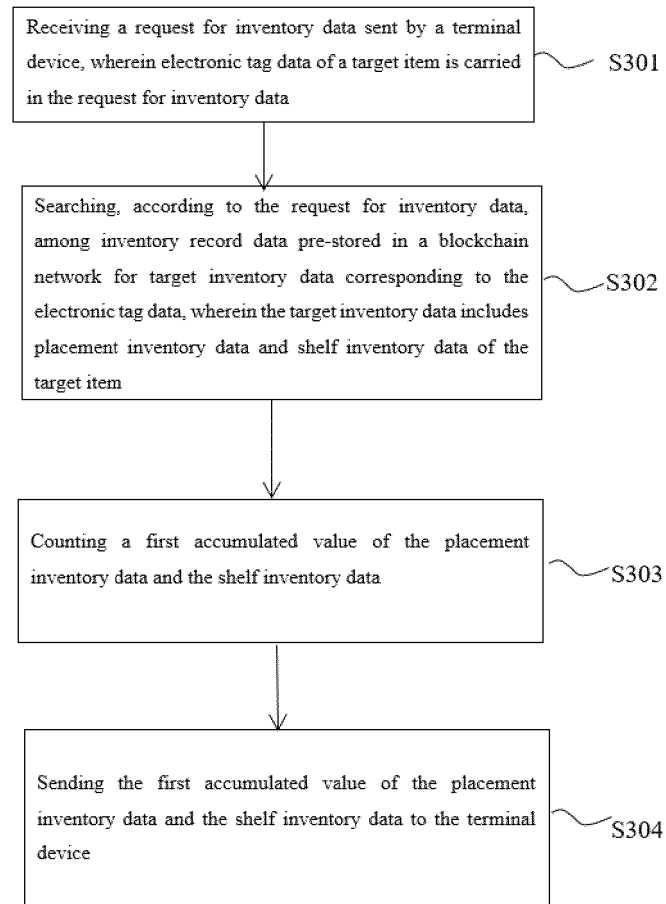 Receiving a request for inventory data sent by a terminal
device, wherein electronic tag data of a target item is carried
in the request for inventory data
S301
Searching, according to the request for inventory data,
among inventory record data pre-stored in a blockchain
network for target inventory data corresponding to the
electronic tag data, wherein the target inventory data includes
placement inventory data and shelf inventory data of the
target item
S302
Counting a first accumulated value of the placement
inventory data and the shelf inventory data
S303
Sending the first accumulated value of the placement
inventory data and the shelf inventory data to the terminal
device
S304